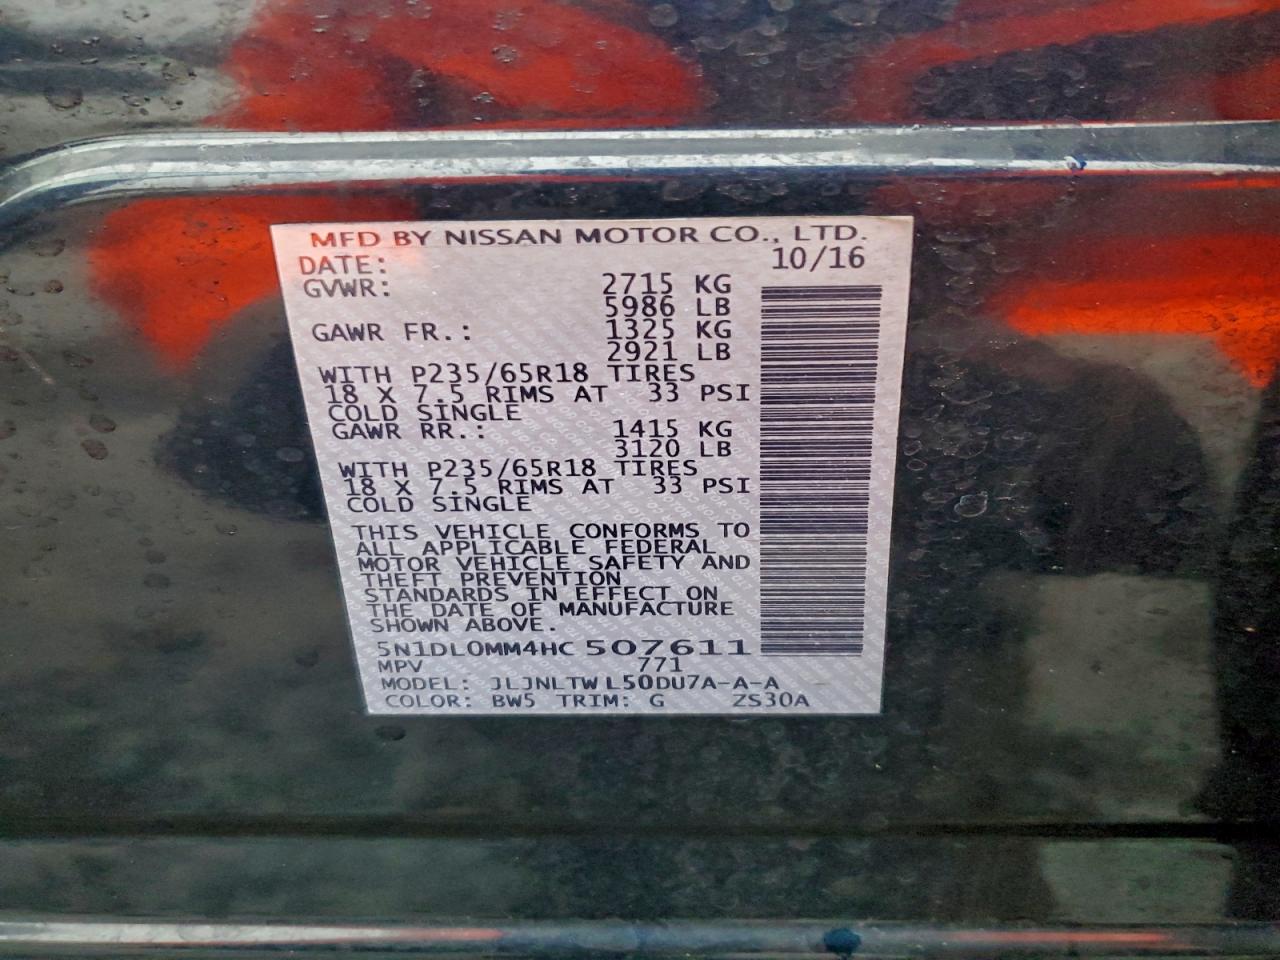 MFD BY NISSAN MOTOR CO., LTD.
DATE: 10/16
GVWR: 2715 KG
5986 LB
GAWR FR.: 1325 KG
2921 LB
WITH P235/65R18 TIRES
18 X 7.5 RIMS AT 33 PSI
COLD SINGLE
GAWR RR.: 1415 KG
3120 LB
WITH P235/65R18 TIRES
18 X 7.5 RIMS AT 33 PSI
COLD SINGLE
THIS VEHICLE CONFORMS TO
ALL APPLICABLE FEDERAL
MOTOR VEHICLE SAFETY AND
THEFT PREVENTION
STANDARDS IN EFFECT ON
THE DATE OF MANUFACTURE
SHOWN ABOVE.
5N1DL0MM4HC507611
MPV 771
MODEL: JLJNLTWL50DU7A-A-A
COLOR: BW5 TRIM: G ZS30A